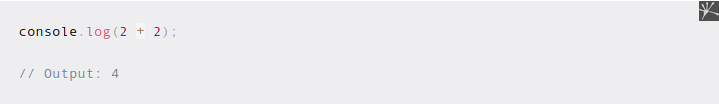 console.log(2 + 2);
// Output: 4